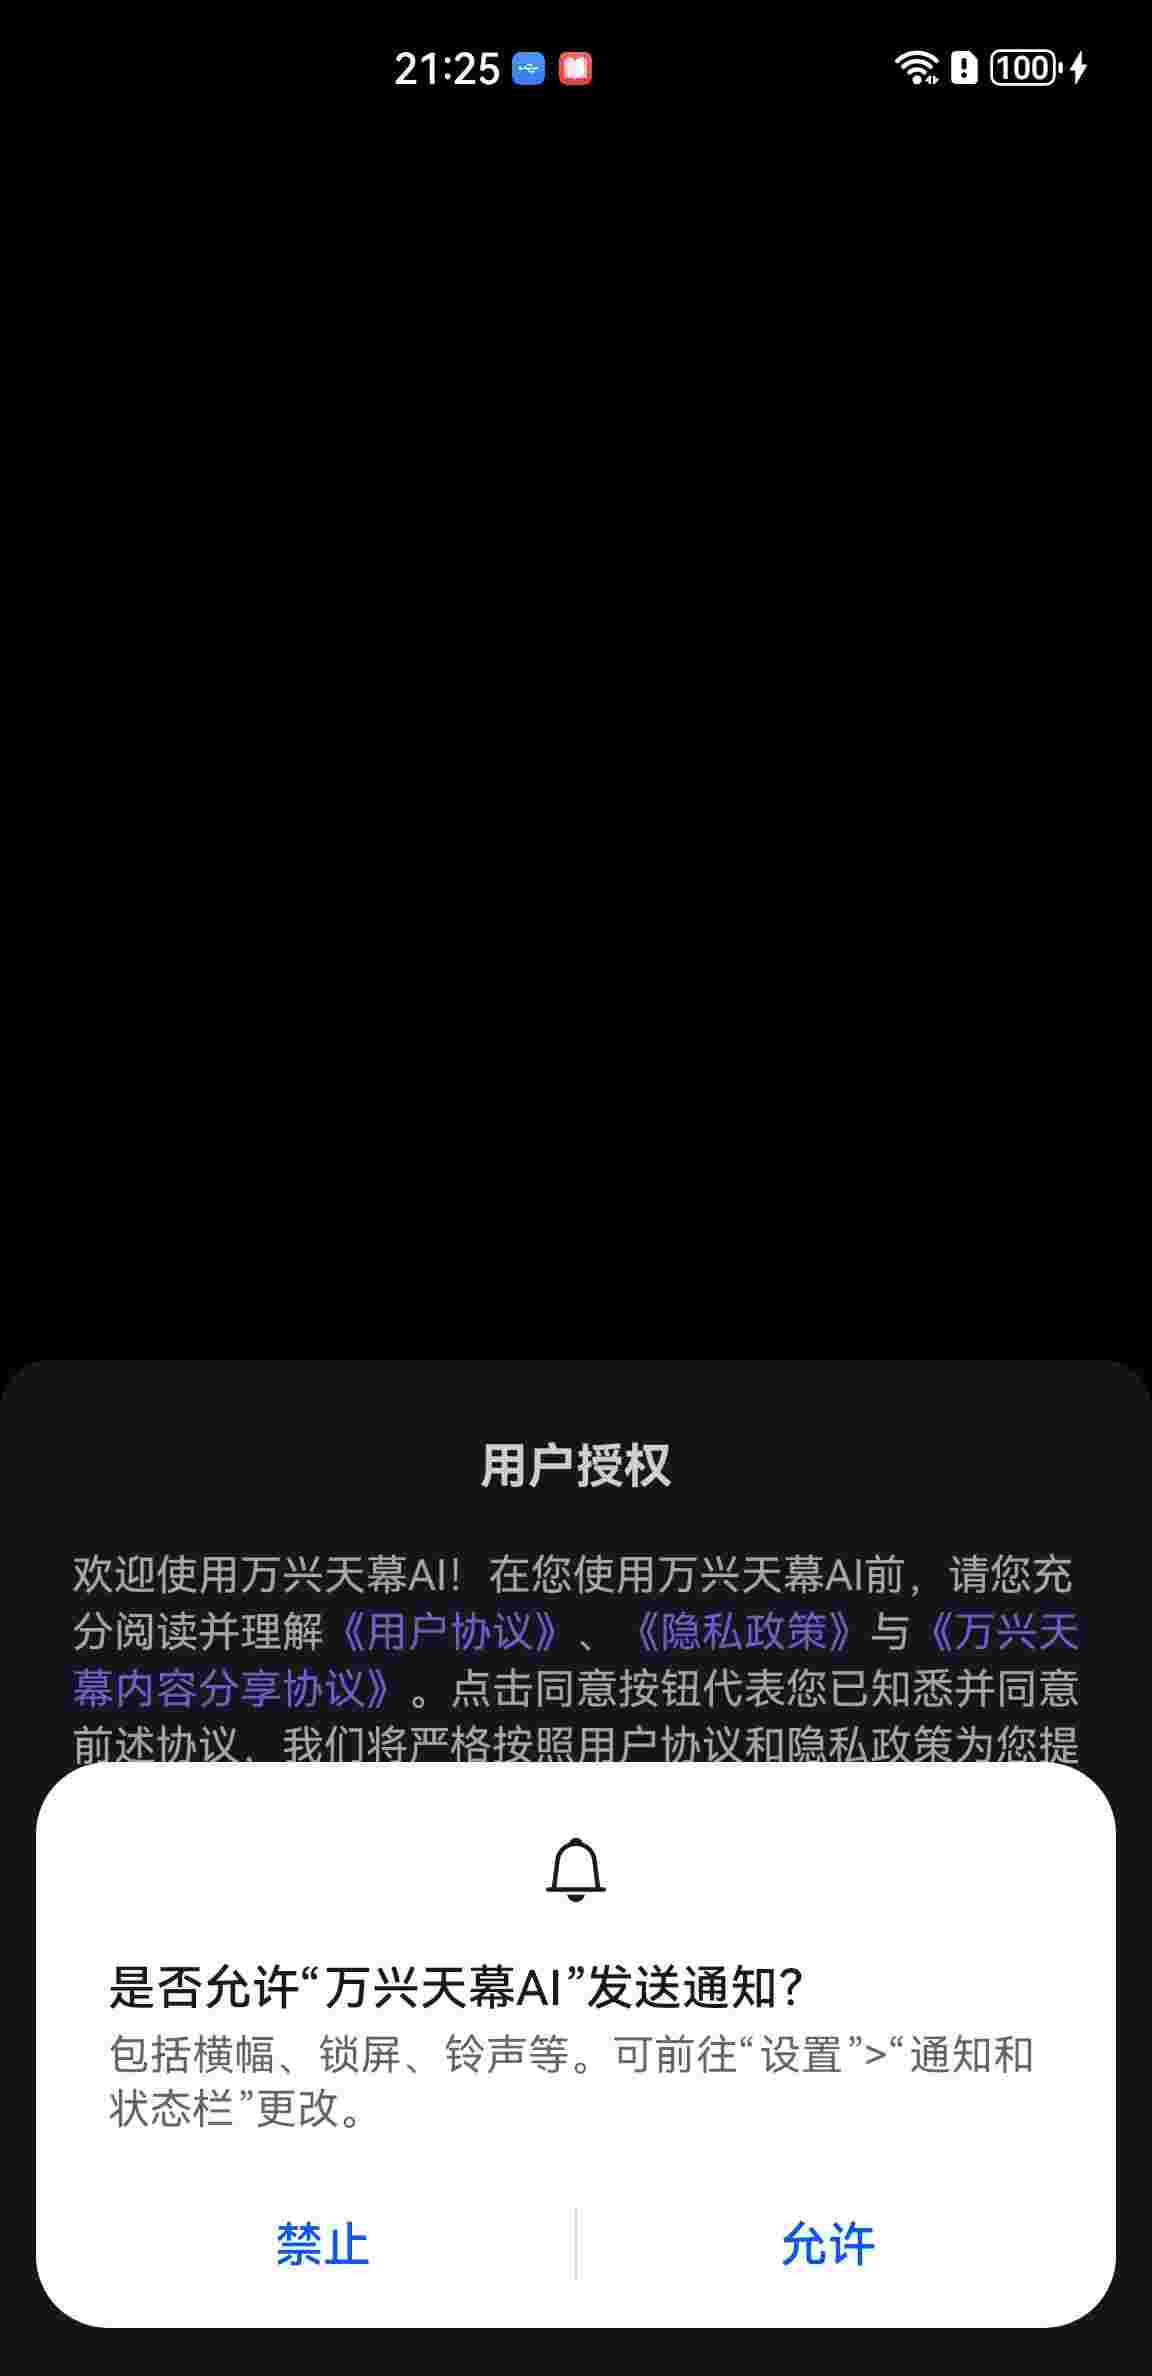 21:25
100
用户授权
欢迎使用万兴天幕AI！在您使用万兴天幕AI前，请您充
分阅读并理解《用户协议》、《隐私政策》与《万兴天
幕内容分享协议》。点击同意按钮代表您已知悉并同意
前述协议，我们将严格按照用户协议和隐私政策为您提
是否允许“万兴天幕AI”发送通知？
包括横幅、锁屏、铃声等。可前往“设置”>“通知和
状态栏”更改。
禁止
允许